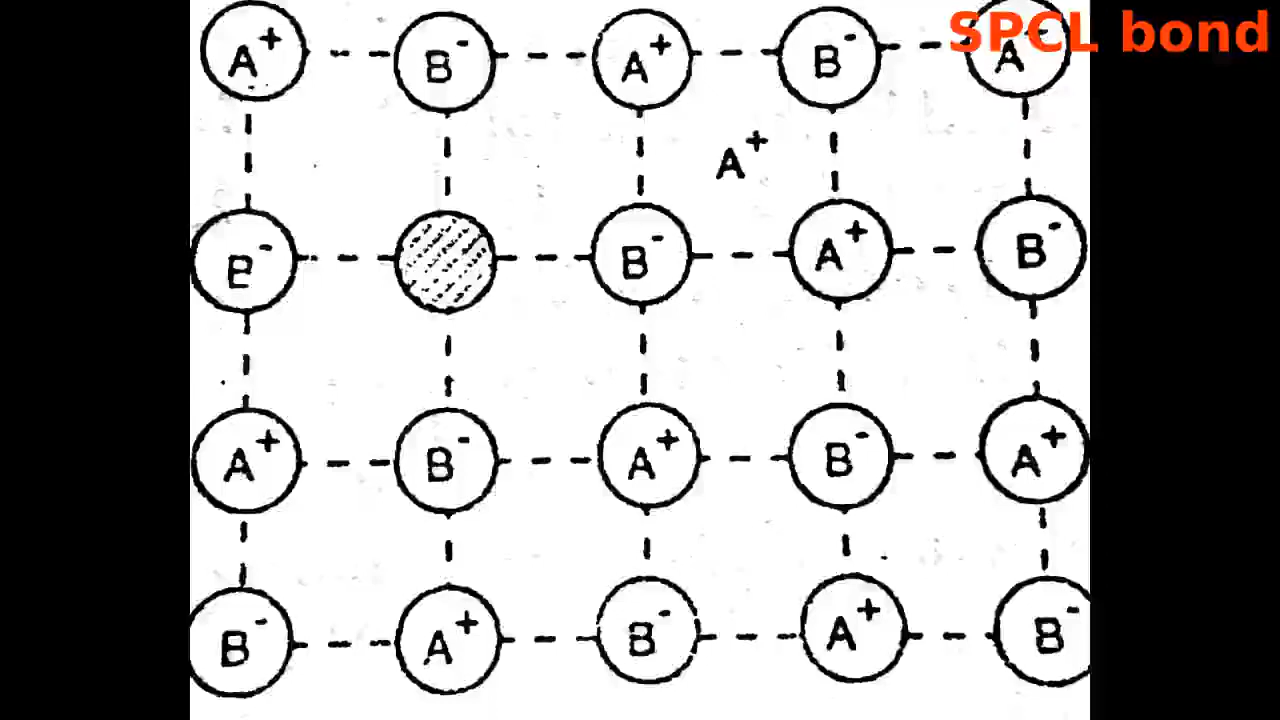 SPCL bond
A+ B- A+ B- A+
A+
B- B- A+ B-
A+ B- A+ B- A+
B- A+ B- A+ B-